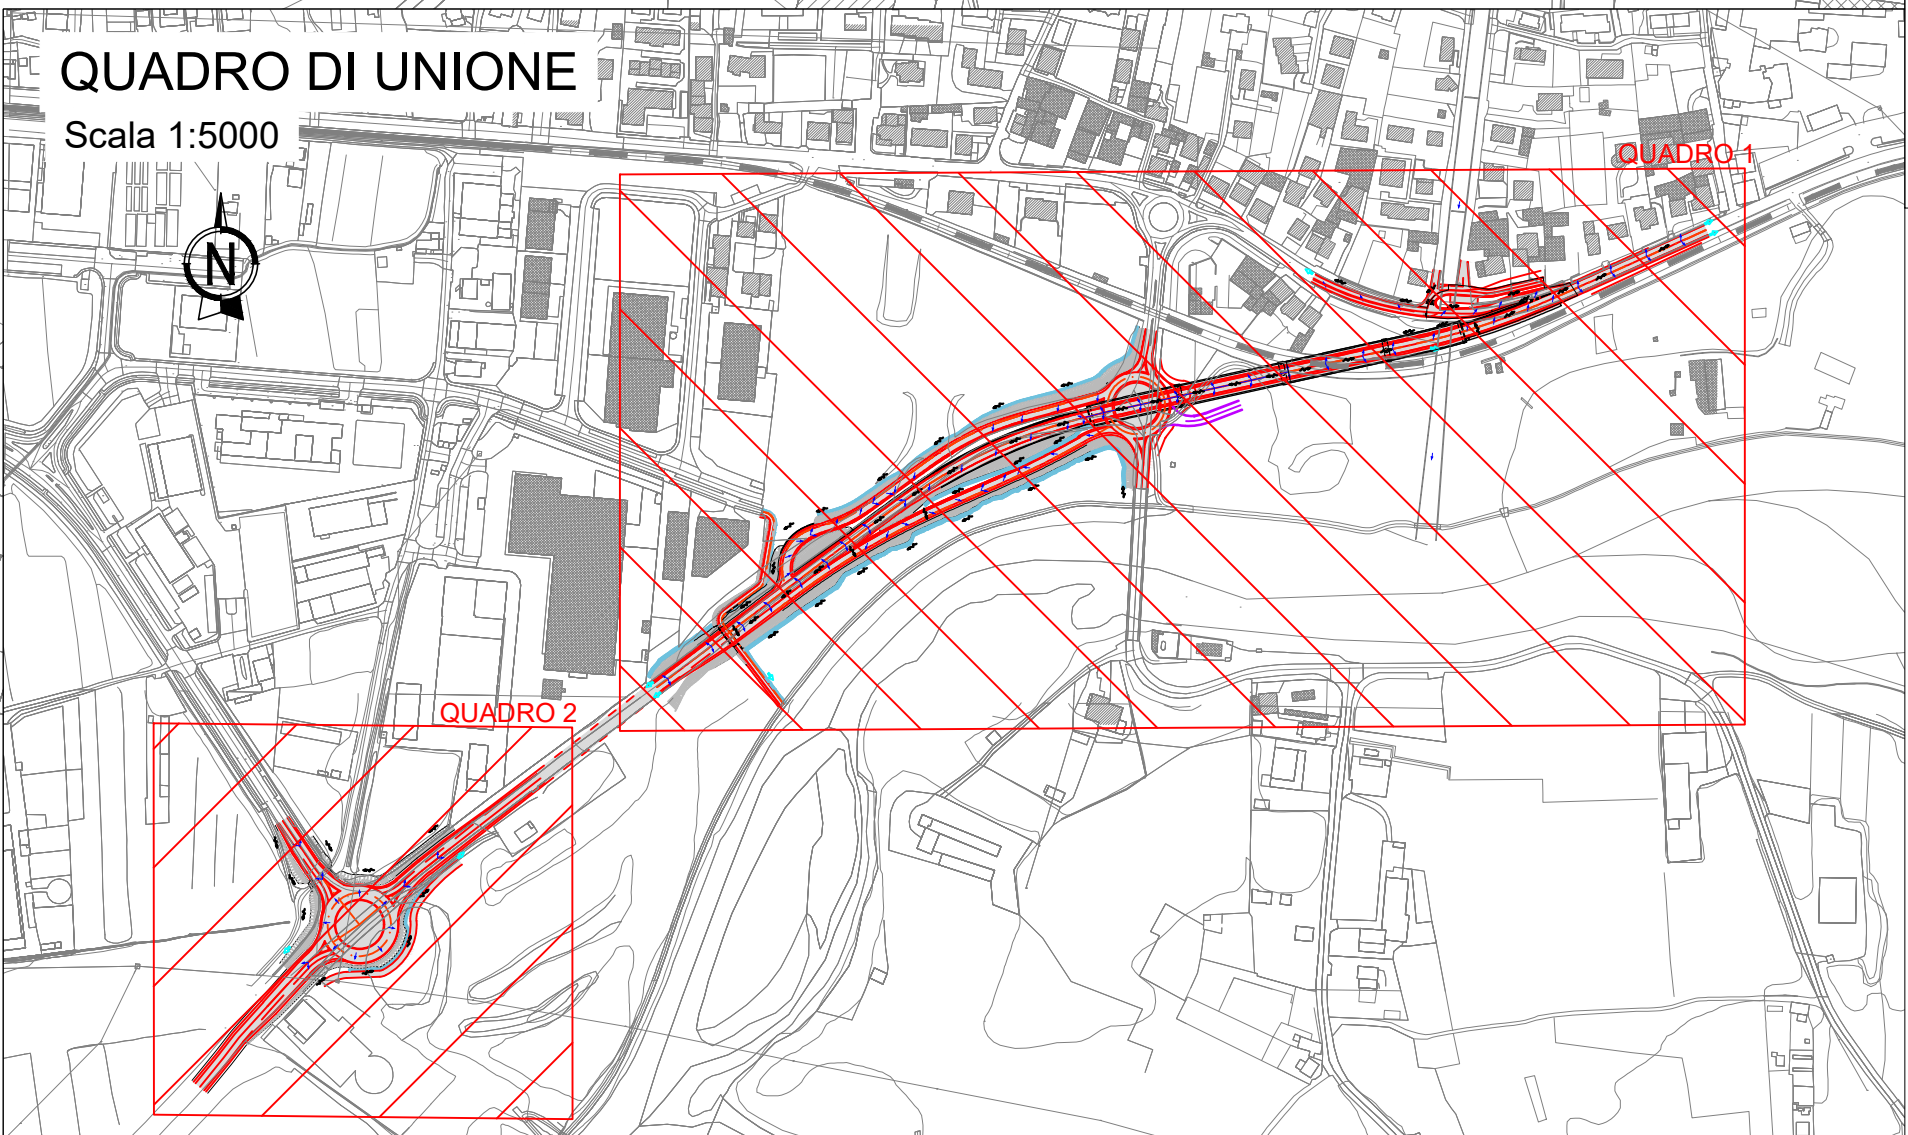 QUADRO DI UNIONE
Scala 1:5000
N
QUADRO 1
QUADRO 2